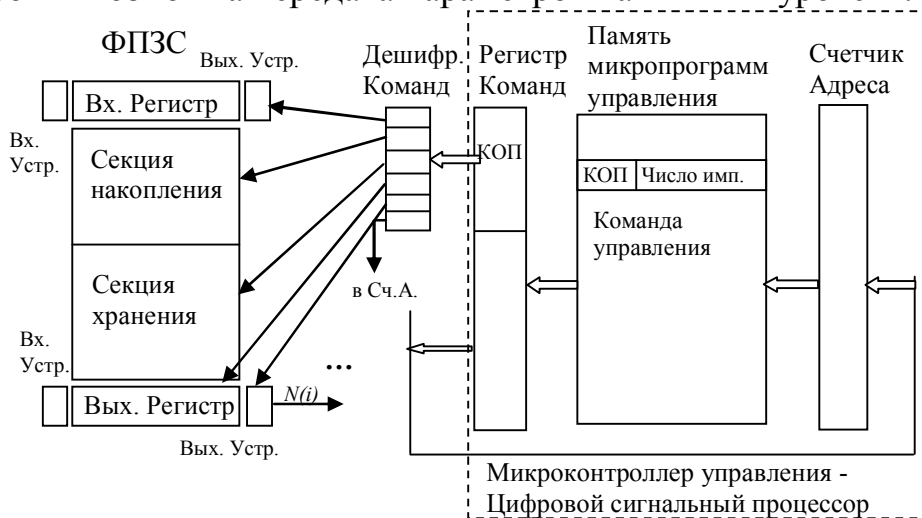 ФПЗС
Вых. Устр.
Дешифр.
Команд
Регистр
Команд
Память
микропрограмм
управления
Счетчик
Адреса
Вх. Регистр
Вх.
Устр.
Секция
накопления
КОП
КОП
Число имп.
Команда
управления
Секция
хранения
в Сч.А.
Вх.
Устр.
...
Вых. Регистр
N(i)
Вых. Устр.
Микроконтроллер управления -
Цифровой сигнальный процессор